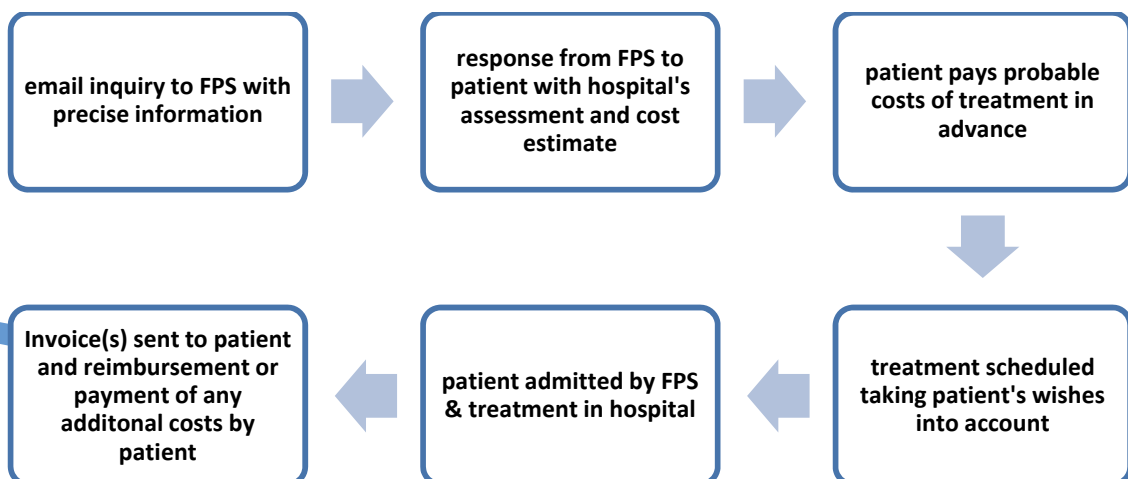 email inquiry to FPS with
precise information
response from FPS to
patient with hospital's
assessment and cost
estimate
patient pays probable
costs of treatment in
advance
treatment scheduled
taking patient's wishes
into account
patient admitted by FPS
& treatment in hospital
Invoice(s) sent to patient
and reimbursement or
payment of any
additonal costs by
patient